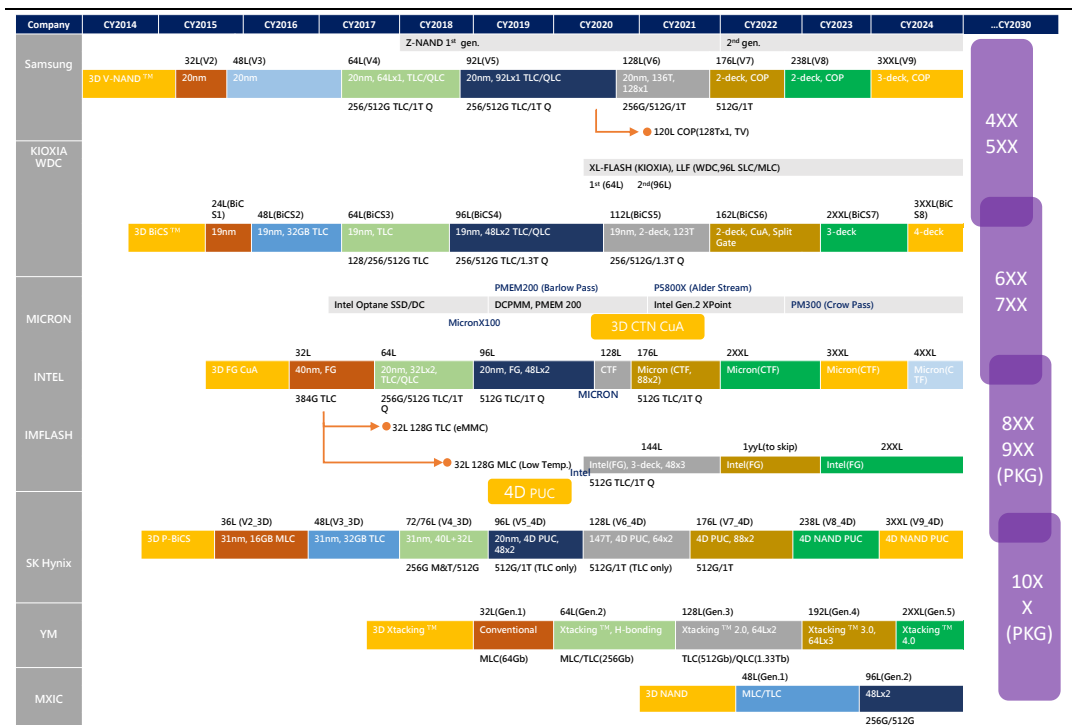 Company CY2014 CY2015 CY2016 CY2017 CY2018 CY2019 CY2020 CY2021 CY2022 CY2023 CY2024 ...CY2030
Z-NAND 1st gen. 2nd gen.
Samsung
32L(V2) 48L(V3) 64L(V4) 92L(V5) 128L(V6) 176L(V7) 238L(V8) 3XXL(V9)
3D V-NAND ™ 20nm 20nm 20nm, 64Lx1, TLC/QLC 20nm, 92Lx1 TLC/QLC 20nm, 136T, 128x1 2-deck, COP 2-deck, COP 3-deck, COP
256/512G TLC/1T Q 256/512G TLC/1T Q 256G/512G/1T 512G/1T
120L COP(128Tx1, TV)
4XX
5XX
KIOXIA
WDC
XL-FLASH (KIOXIA), LLF (WDC,96L SLC/MLC)
1st (64L) 2nd(96L)
24L(BiC
S1)
48L(BiCS2) 64L(BiCS3) 96L(BiCS4) 112L(BiCS5) 162L(BiCS6) 2XXL(BiCS7)
3XXL(BiC
S8)
3D BiCS ™ 19nm 19nm, 32GB TLC 19nm, TLC 19nm, 48Lx2 TLC/QLC 19nm, 2-deck, 123T 2-deck, CuA, Split Gate 3-deck 4-deck
128/256/512G TLC 256/512G TLC/1.3T Q 256/512G/1.3T Q
6XX
7XX
PMEM200 (Barlow Pass) P5800X (Alder Stream)
Intel Optane SSD/DC DCPMM, PMEM 200 Intel Gen.2 XPoint PM300 (Crow Pass)
MICRON
MicronX100
3D CTN CuA
32L 64L 96L 128L 176L 2XXL 3XXL 4XXL
INTEL
3D FG CuA 40nm, FG 20nm, 32Lx2, TLC/QLC 20nm, FG, 48Lx2 CTF Micron (CTF, 88x2) Micron(CTF) Micron(CTF) Micron(C
TF)
384G TLC 256G/512G TLC/1T Q 512G TLC/1T Q MICRON 512G TLC/1T Q
32L 128G TLC (eMMC)
IMFLASH
144L 1yyL(to skip) 2XXL
32L 128G MLC (Low Temp.) Intel Intel(FG), 3-deck, 48x3 Intel(FG) Intel(FG)
512G TLC/1T Q
8XX
9XX
(PKG)
4D PUC
36L (V2_3D) 48L(V3_3D) 72/76L (V4_3D) 96L (V5_4D) 128L (V6_4D) 176L (V7_4D) 238L (V8_4D) 3XXL (V9_4D)
SK Hynix
3D P-BiCS 31nm, 16GB MLC 31nm, 32GB TLC 31nm, 40L+32L 20nm, 4D PUC, 48x2 147T, 4D PUC, 64x2 4D PUC, 88x2 4D NAND PUC 4D NAND PUC
256G M&T/512G 512G/1T (TLC only) 512G/1T (TLC only) 512G/1T
10X
X
(PKG)
32L(Gen.1) 64L(Gen.2) 128L(Gen.3) 192L(Gen.4) 2XXL(Gen.5)
YM
3D Xtacking ™ Conventional Xtacking ™, H-bonding Xtacking ™ 2.0, 64Lx2 Xtacking ™ 3.0, 64Lx3 Xtacking ™ 4.0
MLC(64Gb) MLC/TLC(256Gb) TLC(512Gb)/QLC(1.33Tb)
48L(Gen.1) 96L(Gen.2)
MXIC
3D NAND MLC/TLC 48Lx2
256G/512G